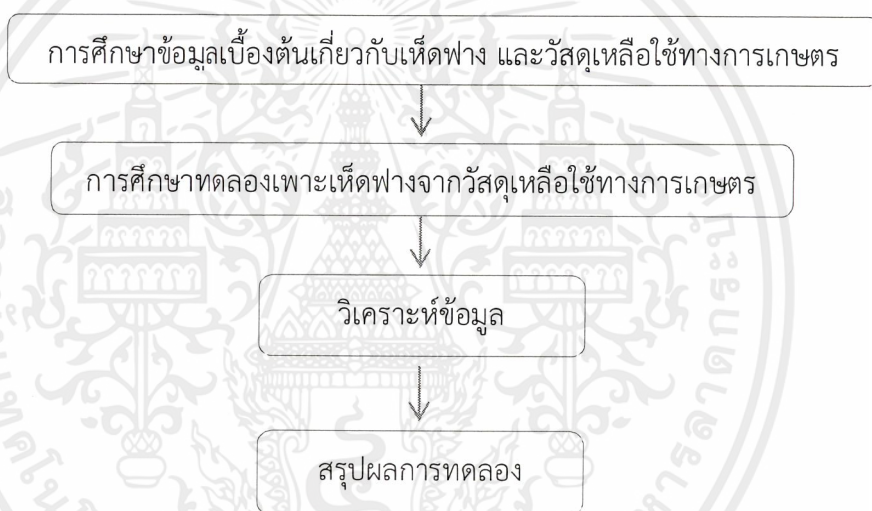 การศึกษาข้อมูลเบื้องต้นเกี่ยวกับเห็ดฟาง และวัสดุเหลือใช้ทางการเกษตร
การศึกษาทดลองเพาะเห็ดฟางจากวัสดุเหลือใช้ทางการเกษตร
วิเคราะห์ข้อมูล
สรุปผลการทดลอง